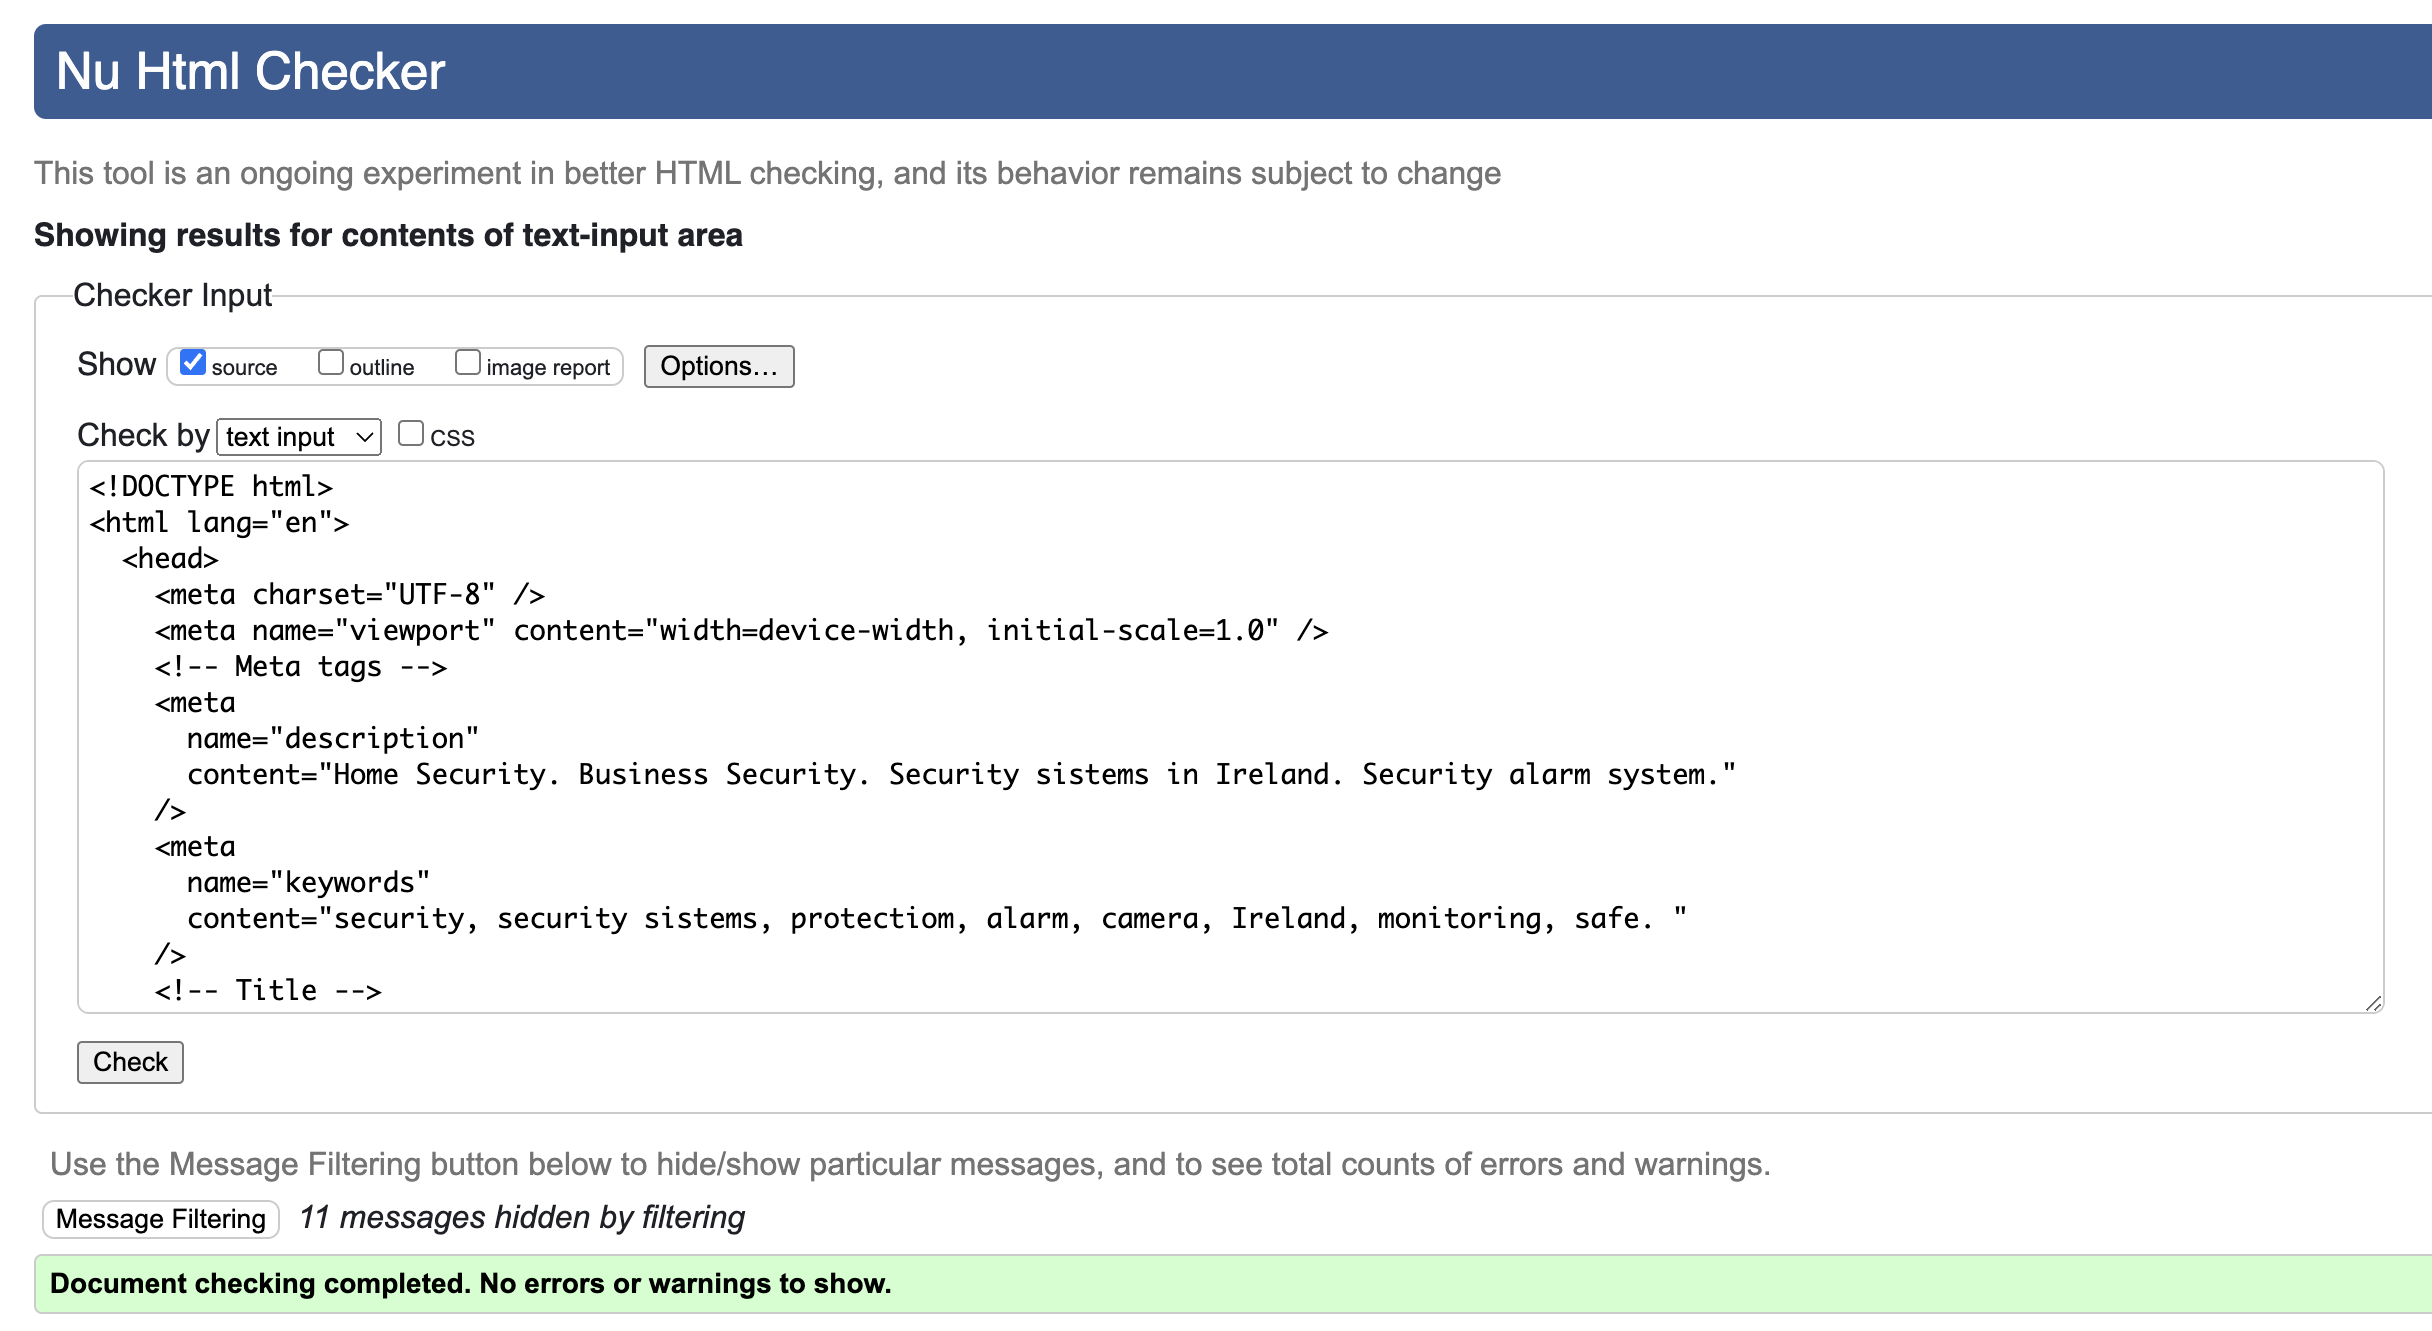 Nu Html Checker
This tool is an ongoing experiment in better HTML checking, and its behavior remains subject to change
Showing results for contents of text-input area
Checker Input
Show source outline image report Options...
Check by text input css
<!DOCTYPE html>
<html lang="en">
  <head>
    <meta charset="UTF-8" />
    <meta name="viewport" content="width=device-width, initial-scale=1.0" />
    <!-- Meta tags -->
    <meta
      name="description"
      content="Home Security. Business Security. Security sistems in Ireland. Security alarm system."
    />
    <meta
      name="keywords"
      content="security, security sistems, protectiom, alarm, camera, Ireland, monitoring, safe. "
    />
    <!-- Title -->
Check
Use the Message Filtering button below to hide/show particular messages, and to see total counts of errors and warnings.
Message Filtering 11 messages hidden by filtering
Document checking completed. No errors or warnings to show.